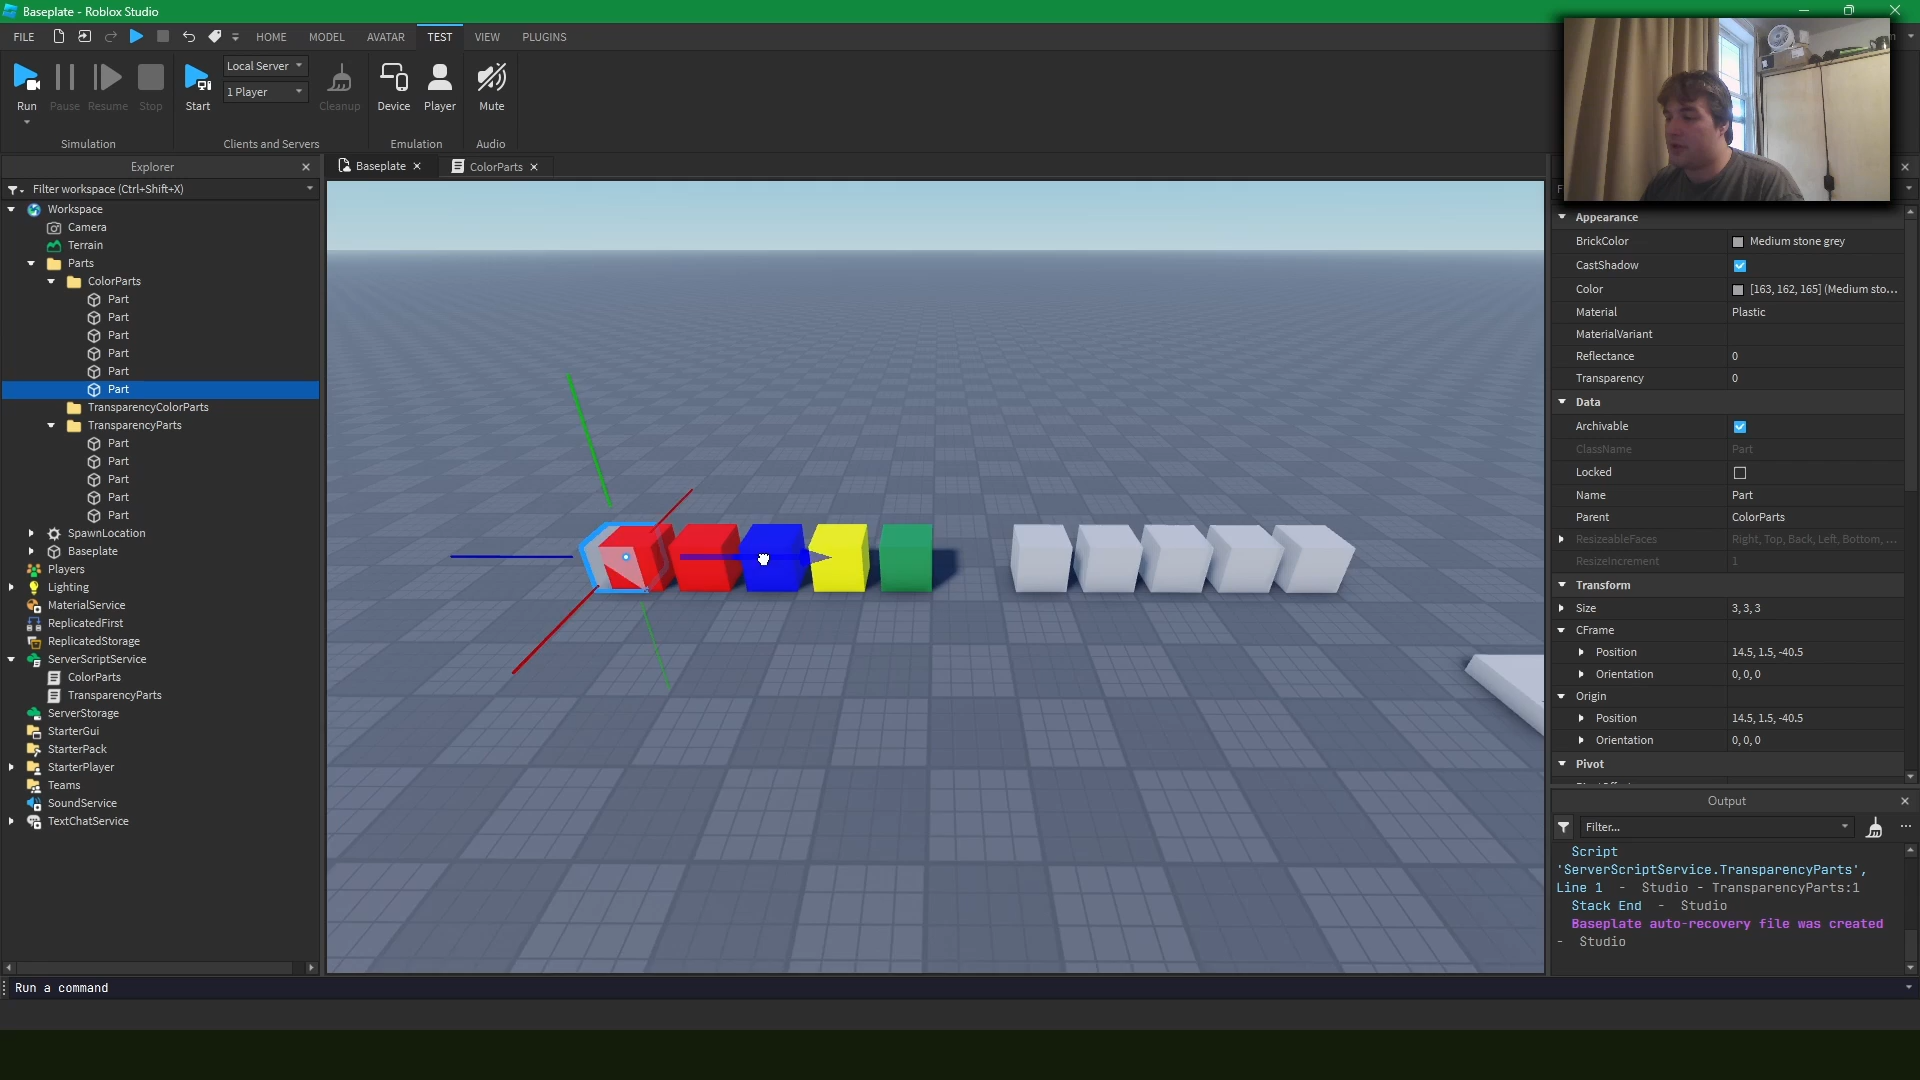 Baseplate - Roblox Studio
FILE
HOME
MODEL
AVATAR
TEST
VIEW
PLUGINS
Run
Pause
Resume
Stop
Start
Local Server
1 Player
Cleanup
Device
Player
Mute
Simulation
Clients and Servers
Emulation
Audio
Explorer
Baseplate
ColorParts
Filter workspace (Ctrl+Shift+X)
Workspace
Camera
Terrain
Parts
ColorParts
Part
Part
Part
Part
Part
Part
TransparencyColorParts
TransparencyParts
Part
Part
Part
Part
Part
SpawnLocation
Baseplate
Players
Lighting
MaterialService
ReplicatedFirst
ReplicatedStorage
ServerScriptService
ColorParts
TransparencyParts
ServerStorage
StarterGui
StarterPack
StarterPlayer
Teams
SoundService
TextChatService
Appearance
BrickColor Medium stone grey
CastShadow
Color [163, 162, 165] (Medium sto...
Material Plastic
MaterialVariant
Reflectance 0
Transparency 0
Data
Archivable
ClassName Part
Locked
Name Part
Parent ColorParts
ResizeableFaces Right, Top, Back, Left, Bottom, ...
ResizeIncrement 1
Transform
Size 3, 3, 3
CFrame
Position 14.5, 1.5, -40.5
Orientation 0, 0, 0
Origin
Position 14.5, 1.5, -40.5
Orientation 0, 0, 0
Pivot
Output
Filter...
Script
'ServerScriptService.TransparencyParts',
Line 1 - Studio - TransparencyParts:1
Stack End - Studio
Baseplate auto-recovery file was created
- Studio
Run a command